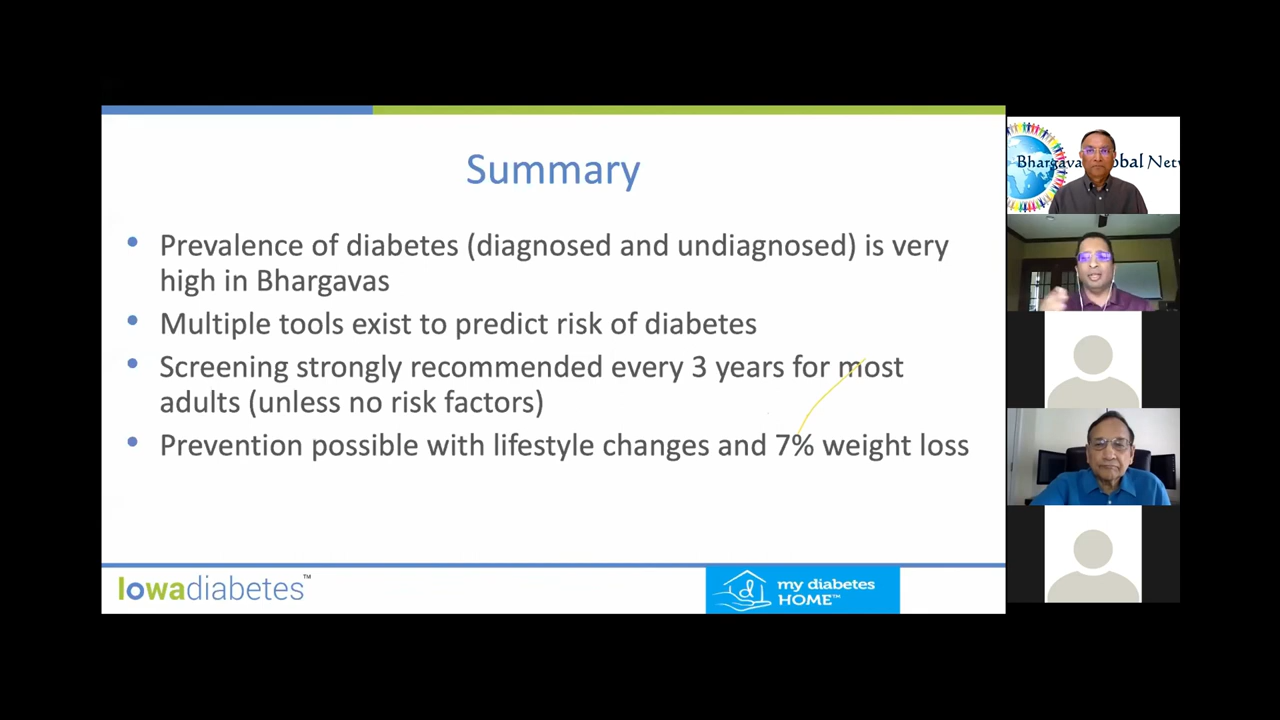 Summary
• Prevalence of diabetes (diagnosed and undiagnosed) is very
high in Bhargavas
• Multiple tools exist to predict risk of diabetes
• Screening strongly recommended every 3 years for most
adults (unless no risk factors)
• Prevention possible with lifestyle changes and 7% weight loss
Iowadiabetes™
my diabetes
HOME™
Bhargava